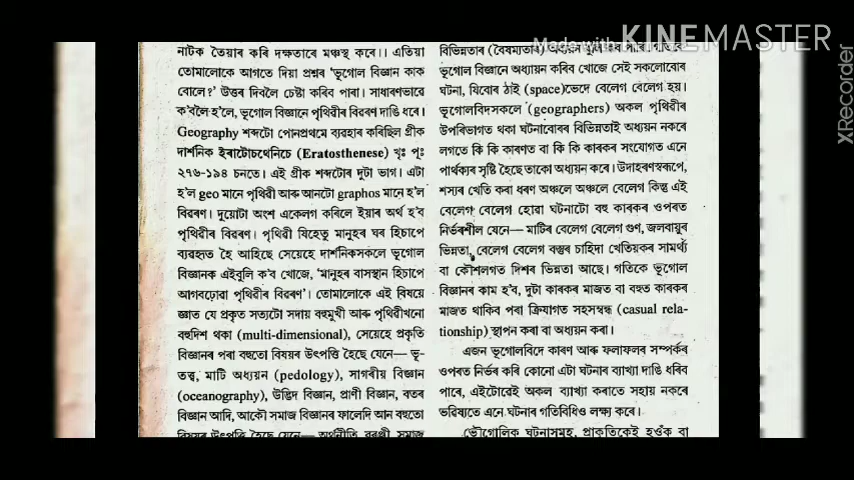 Made with KINEMASTER
XRecorder
নাটক তৈয়াৰ কৰি দক্ষতাৰে মঞ্চস্থ কৰে।। এতিয়া
তোমালোকে আগতে দিয়া প্ৰশ্নৰ ‘ভূগোল বিজ্ঞান কাক
বোলে?’ উত্তৰ দিবলৈ চেষ্টা কৰিব পাৰা। সাধাৰণভাৱে
ক’বলৈ হ’লে, ভূগোল বিজ্ঞানে পৃথিৱীৰ বিৱৰণ দাঙি ধৰে।
Geography শব্দটো পোনপ্ৰথমে ব্যৱহাৰ কৰিছিল গ্ৰীক
দাৰ্শনিক ইৰাটোচথেনিচে (Eratosthenese) খৃঃ পূঃ
২৭৬-১৯৪ চনতে। এই গ্ৰীক শব্দটোৰ দুটা ভাগ। এটা
হ’ল geo মানে পৃথিৱী আৰু আনটো graphos মানে হ’ল
বিৱৰণ। দুয়োটা অংশ একেলগ কৰিলে ইয়াৰ অৰ্থ হ’ব
পৃথিৱীৰ বিৱৰণ। পৃথিৱী যিহেতু মানুহৰ ঘৰ হিচাপে
ব্যৱহৃত হৈ আহিছে সেয়েহে দাৰ্শনিকসকলে ভূগোল
বিজ্ঞানক এইবুলি ক’ব খোজে, ‘মানুহৰ বাসস্থান হিচাপে
আগবঢ়োৱা পৃথিৱীৰ বিৱৰণ’। তোমালোকে এই বিষয়ে
জ্ঞাত যে প্ৰকৃত সত্যটো সদায় বহুমুখী আৰু পৃথিৱীখনো
বহুদিশ থকা (multi-dimensional), সেয়েহে প্ৰকৃতি
বিজ্ঞানৰ পৰা বহুতো বিষয়ৰ উৎপত্তি হৈছে যেনে— ভূ-
তত্ত্ব, মাটি অধ্যয়ন (pedology), সাগৰীয় বিজ্ঞান
(oceanography), উদ্ভিদ বিজ্ঞান, প্ৰাণী বিজ্ঞান, বতৰ
বিজ্ঞান আদি, আকৌ সমাজ বিজ্ঞানৰ ফালেদি আন বহুতো
বিষয়ৰ উৎপত্তি হৈছে যেনে— অৰ্থনীতি, সমাজ
বিভিন্নতাৰ (বৈষম্যতাৰ) অধ্যয়ন বুলি ক’ব পাৰি। গতিকে
ভূগোল বিজ্ঞানে অধ্যয়ন কৰিব খোজে সেই সকলোবোৰ
ঘটনা, যিবোৰ ঠাই (space)ভেদে বেলেগ বেলেগ হয়।
ভূগোলবিদসকলে (geographers) অকল পৃথিৱীৰ
উপৰিভাগত থকা ঘটনাবোৰৰ বিভিন্নতাই অধ্যয়ন নকৰে
লগতে কি কি কাৰণত বা কি কি কাৰকৰ সংযোগত এনে
পাৰ্থক্যৰ সৃষ্টি হৈছে তাকো অধ্যয়ন কৰে। উদাহৰণস্বৰূপে,
শস্যৰ খেতি কৰা ধৰণ অঞ্চলে অঞ্চলে বেলেগ কিন্তু এই
বেলেগ বেলেগ হোৱা ঘটনাটো বহু কাৰকৰ ওপৰত
নিৰ্ভৰশীল যেনে— মাটিৰ বেলেগ বেলেগ গুণ, জলবায়ুৰ
ভিন্নতা, বেলেগ বেলেগ বস্তুৰ চাহিদা খেতিয়কৰ সামৰ্থ্য
বা কৌশলগত দিশৰ ভিন্নতা আছে। গতিকে ভূগোল
বিজ্ঞানৰ কাম হ’ব, দুটা কাৰকৰ মাজত বা বহুত কাৰকৰ
মাজত থাকিব পৰা ক্ৰিয়াগত সহসম্বন্ধ (casual rela-
tionship) স্থাপন কৰা বা অধ্যয়ন কৰা।
এজন ভূগোলবিদে কাৰণ আৰু ফলাফলৰ সম্পৰ্কৰ
ওপৰত নিৰ্ভৰ কৰি কোনো এটা ঘটনাৰ ব্যাখ্যা দাঙি ধৰিব
পাৰে, এইটোৱেই অকল ব্যাখ্যা কৰাতে সহায় নকৰে
ভৱিষ্যতে এনে ঘটনাৰ গতিবিধিও লক্ষ্য কৰে।
ভৌগোলিক ঘটনাসমূহ, প্ৰাকৃতিকেই হওঁক বা